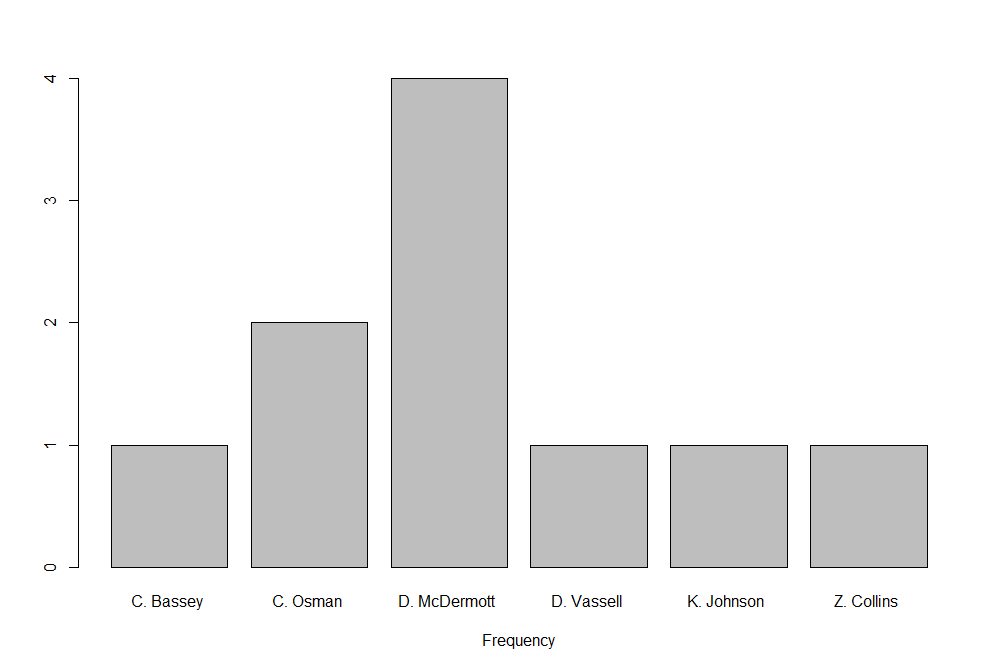 4
3
2
1
0
C. Bassey C. Osman D. McDermott D. Vassell K. Johnson Z. Collins
Frequency